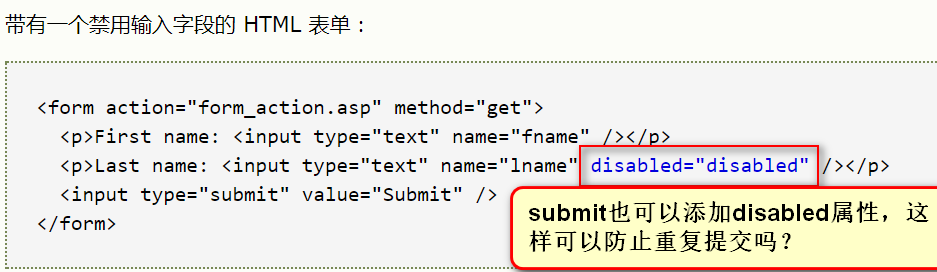 带有一个禁用输入字段的 HTML 表单：
<form action="form_action.asp" method="get">
<p>First name: <input type="text" name="fname" /></p>
<p>Last name: <input type="text" name="lname" disabled="disabled" /></p>
<input type="submit" value="Submit" />
</form>
submit也可以添加disabled属性，这
样可以防止重复提交吗？